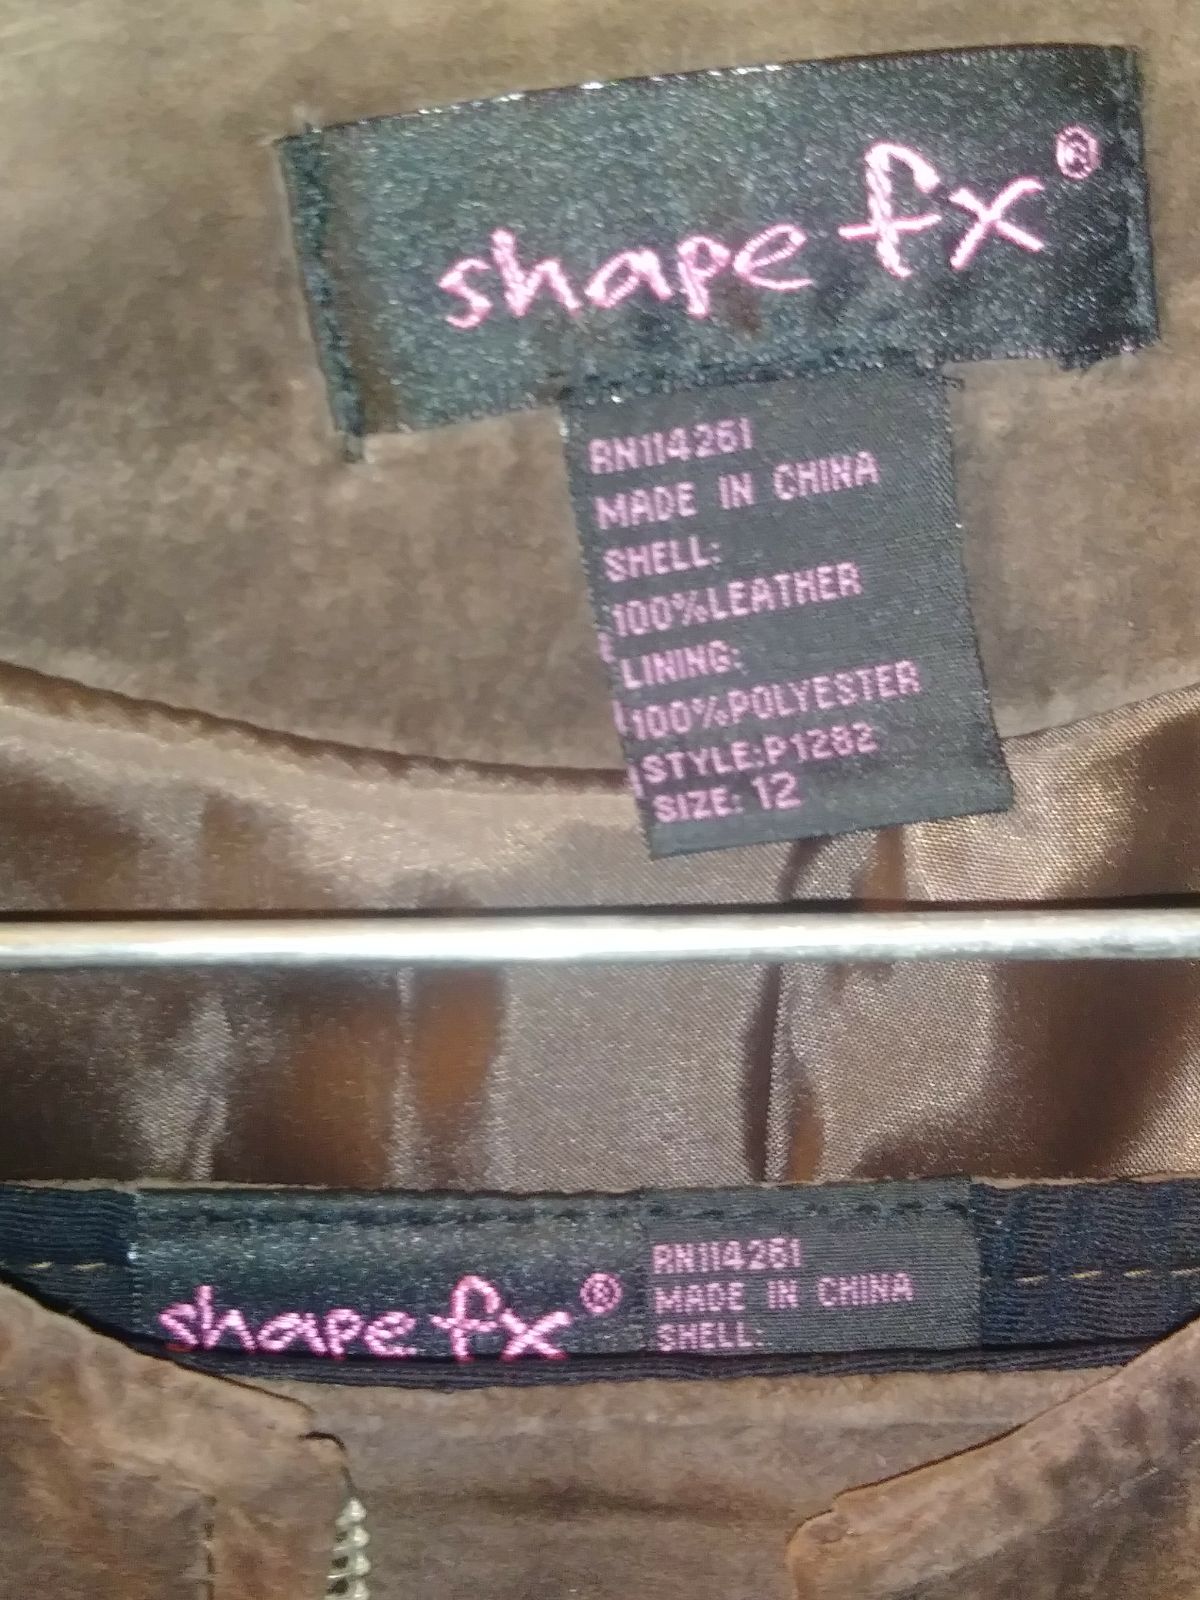 shape fx®
RN114261
MADE IN CHINA
SHELL:
100%LEATHER
LINING:
100%POLYESTER
STYLE:P1282
SIZE: 12
shape fx®
RN114261
MADE IN CHINA
SHELL: